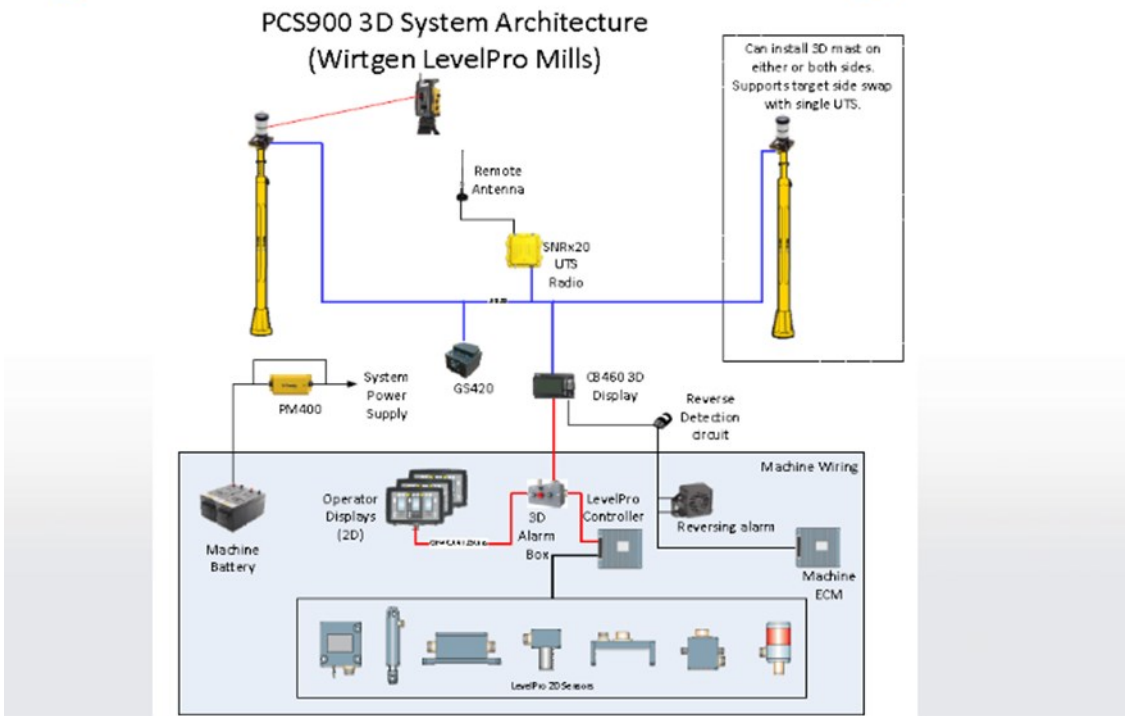 PCS900 3D System Architecture
(Wirtgen LevelPro Mills)
Can install 3D mast on
either or both sides.
Supports target side swap
with single UTS.
Remote
Antenna
SNRx20
UTS
Radio
GS420
CB460 3D
Display
PM400
System
Power
Supply
Reverse
Detection
circuit
Machine Wiring
Operator
Displays
(2D)
3D
Alarm
Box
LevelPro
Controller
Reversing alarm
Machine
Battery
Machine
ECM
LevelPro 2D Sensors